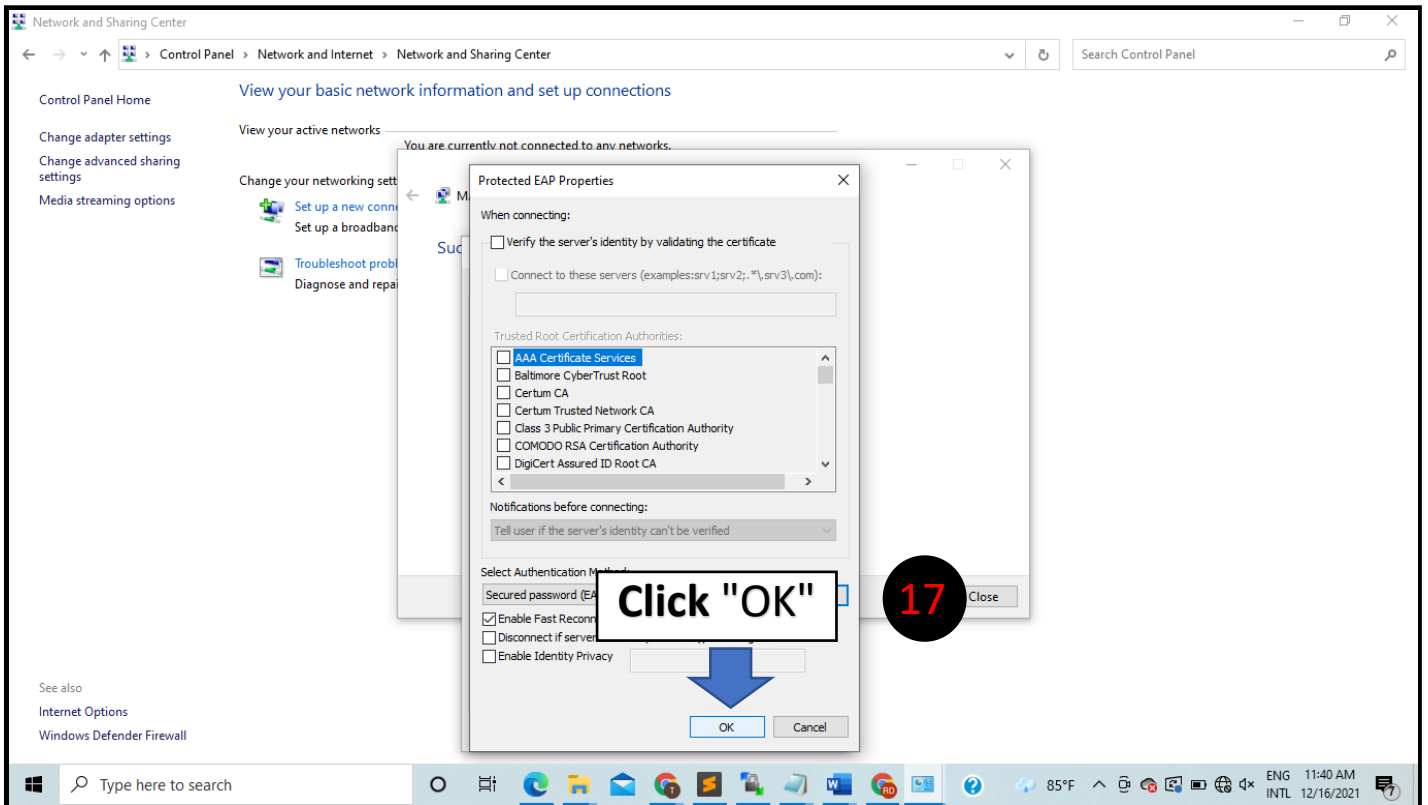 Network and Sharing Center
Control Panel > Network and Internet > Network and Sharing Center
Search Control Panel
Control Panel Home
Change adapter settings
Change advanced sharing
settings
Media streaming options
View your basic network information and set up connections
View your active networks
You are currently not connected to any networks.
Change your networking sett
Set up a new conne
Set up a broadband
Troubleshoot probl
Diagnose and repai
Suc
Protected EAP Properties
When connecting:
Verify the server's identity by validating the certificate
Connect to these servers (examples:srv1;srv2;.*\.srv3\.com):
Trusted Root Certification Authorities:
AAA Certificate Services
Baltimore CyberTrust Root
Certum CA
Certum Trusted Network CA
Class 3 Public Primary Certification Authority
COMODO RSA Certification Authority
DigiCert Assured ID Root CA
Notifications before connecting:
Tell user if the server's identity can't be verified
Select Authentication Method:
Secured password (EA
Enable Fast Reconn
Disconnect if server
Enable Identity Privacy
Click "OK"
17
Close
OK
Cancel
See also
Internet Options
Windows Defender Firewall
Type here to search
85°F
ENG 11:40 AM
INTL 12/16/2021